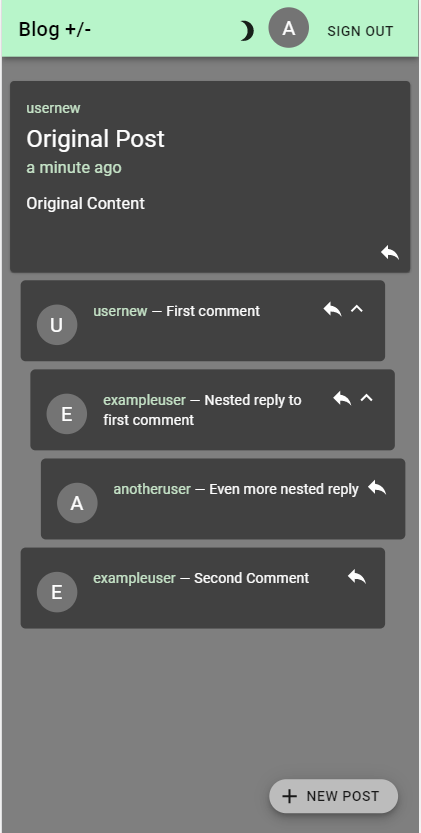 Blog +/-
A
SIGN OUT
usernew
Original Post
a minute ago
Original Content
U
usernew — First comment
E
exampleuser — Nested reply to
first comment
A
anotheruser — Even more nested reply
E
exampleuser — Second Comment
+ NEW POST